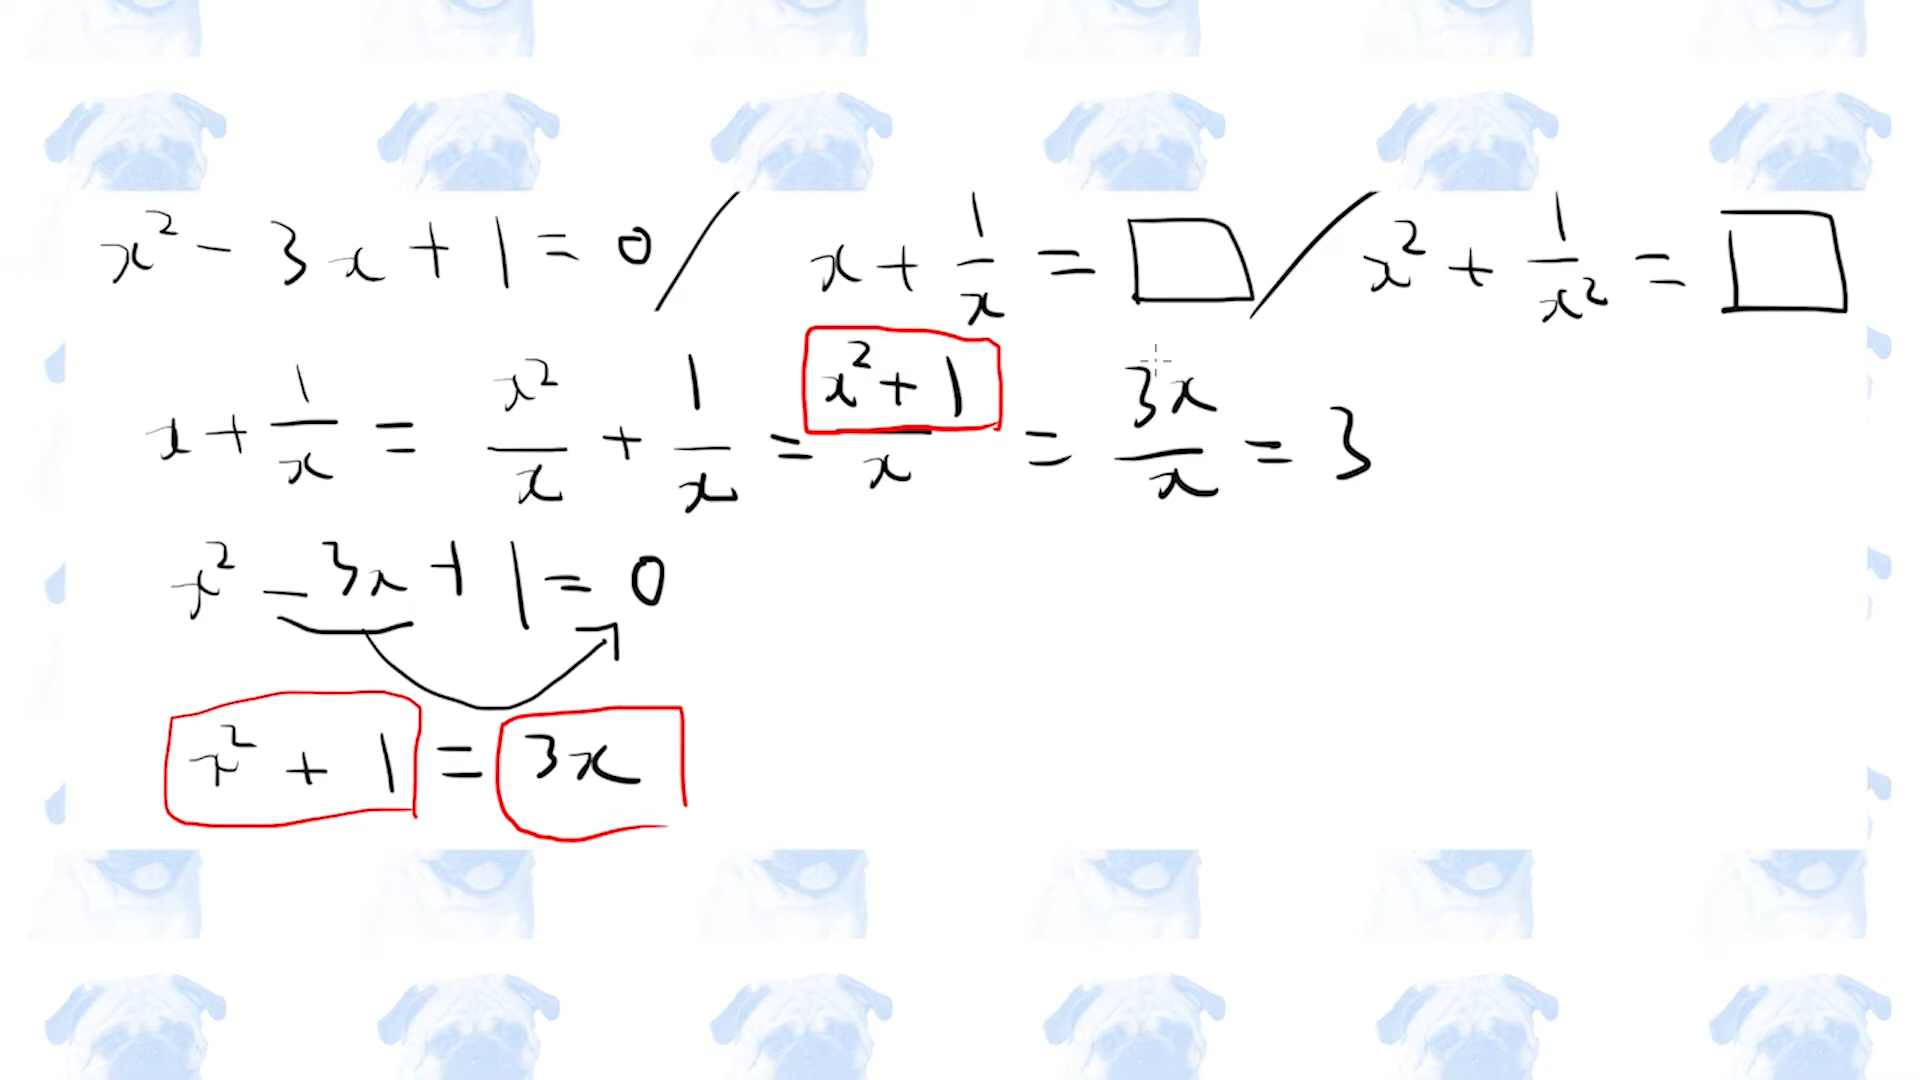 x² - 3x + 1 = 0 / x + 1/x = □ / x² + 1/x² = □
x + 1/x = x²/x + 1/x = (x² + 1)/x = 3x/x = 3
x² - 3x + 1 = 0
x² + 1 = 3x